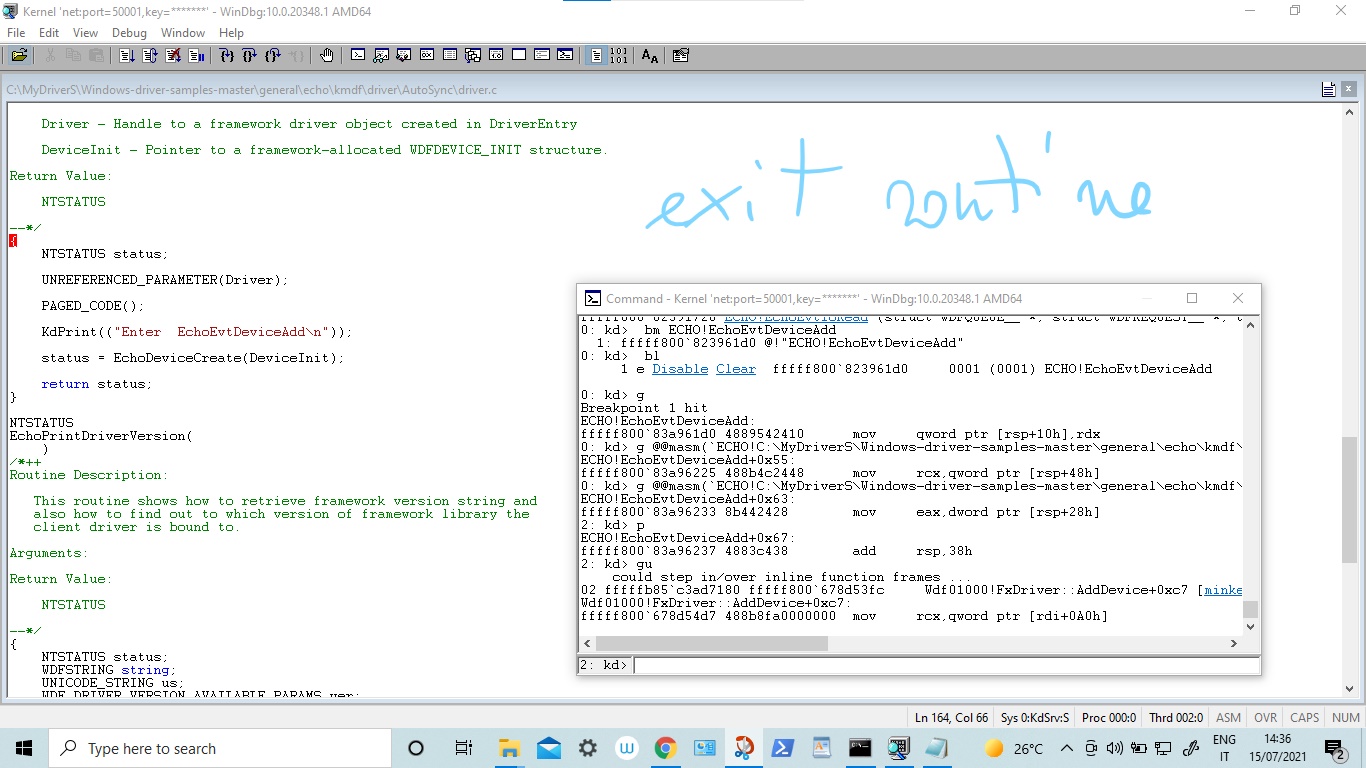 Kernel 'net:port=50001,key=*******' - WinDbg:10.0.20348.1 AMD64
File Edit View Debug Window Help
C:\MyDriverS\Windows-driver-samples-master\general\echo\kmdf\driver\AutoSync\driver.c
Driver - Handle to a framework driver object created in DriverEntry
DeviceInit - Pointer to a framework-allocated WDFDEVICE_INIT structure.
Return Value:
NTSTATUS
--*/
{
NTSTATUS status;
UNREFERENCED_PARAMETER(Driver);
PAGED_CODE();
KdPrint(("Enter  EchoEvtDeviceAdd\n"));
status = EchoDeviceCreate(DeviceInit);
return status;
}
NTSTATUS
EchoPrintDriverVersion(
)
/*++
Routine Description:
This routine shows how to retrieve framework version string and
also how to find out to which version of framework library the
client driver is bound to.
Arguments:
Return Value:
NTSTATUS
--*/
{
NTSTATUS status;
WDFSTRING string;
UNICODE_STRING us;
WDF_DRIVER_VERSION_AVAILABLE_PARAMS ver;
exit
Command - Kernel 'net:port=50001,key=*******' - WinDbg:10.0.20348.1 AMD64
fffff800`82391728 ECHO!EchoEvtIoRead (struct WDFQUEUE__ *, struct WDFREQUEST__ *,
0: kd>  bm ECHO!EchoEvtDeviceAdd
1: fffff800`823961d0 @!"ECHO!EchoEvtDeviceAdd"
0: kd>  bl
1 e Disable Clear  fffff800`823961d0     0001 (0001) ECHO!EchoEvtDeviceAdd
0: kd> g
Breakpoint 1 hit
ECHO!EchoEvtDeviceAdd:
fffff800`83a961d0 4889542410      mov     qword ptr [rsp+10h],rdx
0: kd> g @@masm(`ECHO!C:\MyDriverS\Windows-driver-samples-master\general\echo\kmdf\
ECHO!EchoEvtDeviceAdd+0x55:
fffff800`83a96225 488b4c2448      mov     rcx,qword ptr [rsp+48h]
0: kd> g @@masm(`ECHO!C:\MyDriverS\Windows-driver-samples-master\general\echo\kmdf\
ECHO!EchoEvtDeviceAdd+0x63:
fffff800`83a96233 8b442428        mov     eax,dword ptr [rsp+28h]
2: kd> p
ECHO!EchoEvtDeviceAdd+0x67:
fffff800`83a96237 4883c438        add     rsp,38h
2: kd> gu
could step in/over inline function frames ...
02 fffffb85`c3ad7180 fffff800`678d53fc     Wdf01000!FxDriver::AddDevice+0xc7 [minke
Wdf01000!FxDriver::AddDevice+0xc7:
fffff800`678d54d7 488b8fa0000000  mov     rcx,qword ptr [rdi+0A0h]
2: kd>
Ln 164, Col 66 Sys 0:KdSrv:S Proc 000:0 Thrd 002:0 ASM OVR CAPS NUM
Type here to search
26°C
ENG
IT
14:36
15/07/2021
2